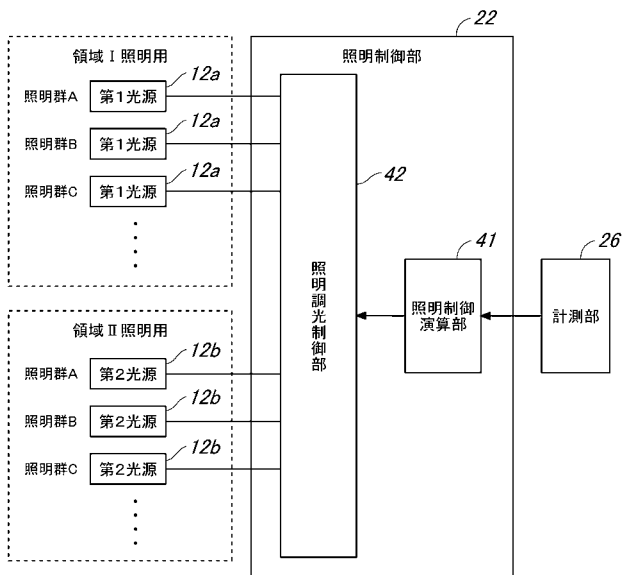 22
領域Ⅰ照明用
照明制御部
照明群A
第1光源
12a
照明群B
第1光源
12a
照明群C
第1光源
12a
42
照明調光制御部
41
照明制御
演算部
26
計測部
領域Ⅱ照明用
照明群A
第2光源
12b
照明群B
第2光源
12b
照明群C
第2光源
12b